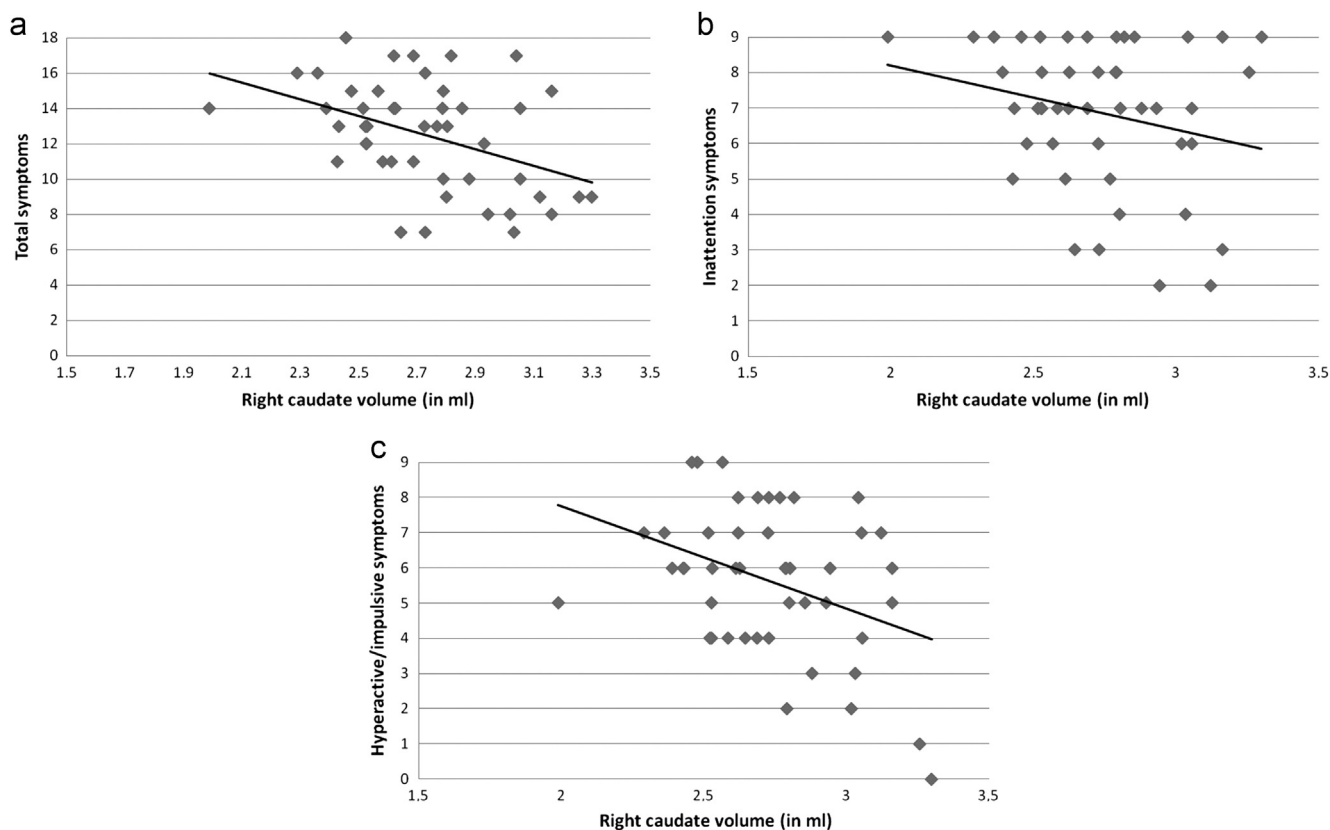 a
18
16
14
12
10
8
6
4
2
0
Total symptoms
1.5 1.7 1.9 2.1 2.3 2.5 2.7 2.9 3.1 3.3 3.5
Right caudate volume (in ml)
b
9
8
7
6
5
4
3
2
1
0
Inattention symptoms
1.5 2 2.5 3 3.5
Right caudate volume (in ml)
c
9
8
7
6
5
4
3
2
1
0
Hyperactive/impulsive symptoms
1.5 2 2.5 3 3.5
Right caudate volume (in ml)